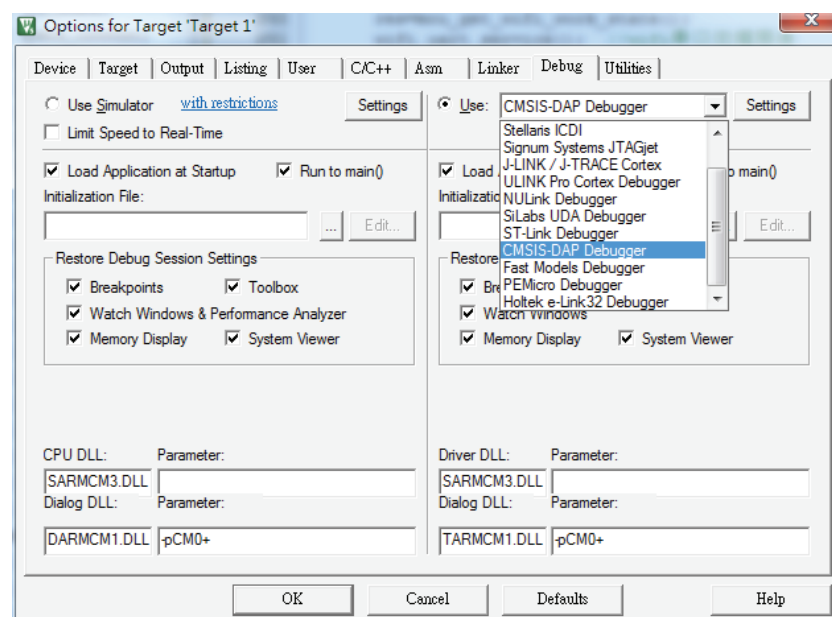 Options for Target 'Target 1'
Device Target Output Listing User C/C++ Asm Linker Debug Utilities
Use Simulator with restrictions Settings
Limit Speed to Real-Time
Use: CMSIS-DAP Debugger Settings
Stellaris ICDI
Signum Systems JTAGjet
J-LINK / J-TRACE Cortex
ULINK Pro Cortex Debugger
NULink Debugger
SiLabs UDA Debugger
ST-Link Debugger
CMSIS-DAP Debugger
Fast Models Debugger
PEMicro Debugger
Holtek e-Link32 Debugger
Load Application at Startup Run to main()
Initialization File:
... Edit...
Restore Debug Session Settings
Breakpoints Toolbox
Watch Windows & Performance Analyzer
Memory Display System Viewer
Load main()
Edit...
Restore
Watch Windows
Memory Display System Viewer
CPU DLL: Parameter:
SARMCM3.DLL
Dialog DLL: Parameter:
DARMCM1.DLL -pCM0+
Driver DLL: Parameter:
SARMCM3.DLL
Dialog DLL: Parameter:
TARMCM1.DLL -pCM0+
OK Cancel Defaults Help